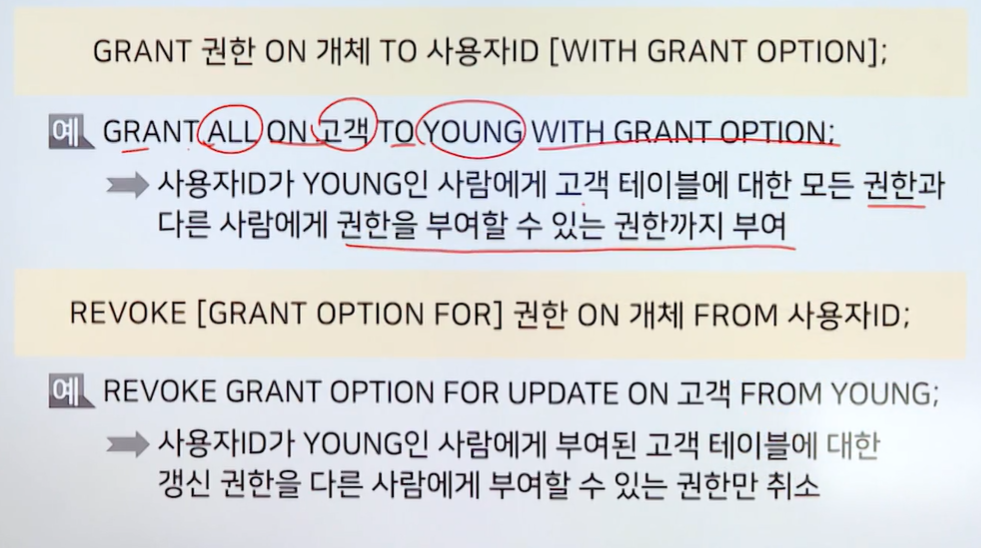 GRANT 권한 ON 개체 TO 사용자ID [WITH GRANT OPTION];
예 GRANT ALL ON 고객 TO YOUNG WITH GRANT OPTION;
사용자ID가 YOUNG인 사람에게 고객 테이블에 대한 모든 권한과
다른 사람에게 권한을 부여할 수 있는 권한까지 부여
REVOKE [GRANT OPTION FOR] 권한 ON 개체 FROM 사용자ID;
예 REVOKE GRANT OPTION FOR UPDATE ON 고객 FROM YOUNG;
사용자ID가 YOUNG인 사람에게 부여된 고객 테이블에 대한
갱신 권한을 다른 사람에게 부여할 수 있는 권한만 취소